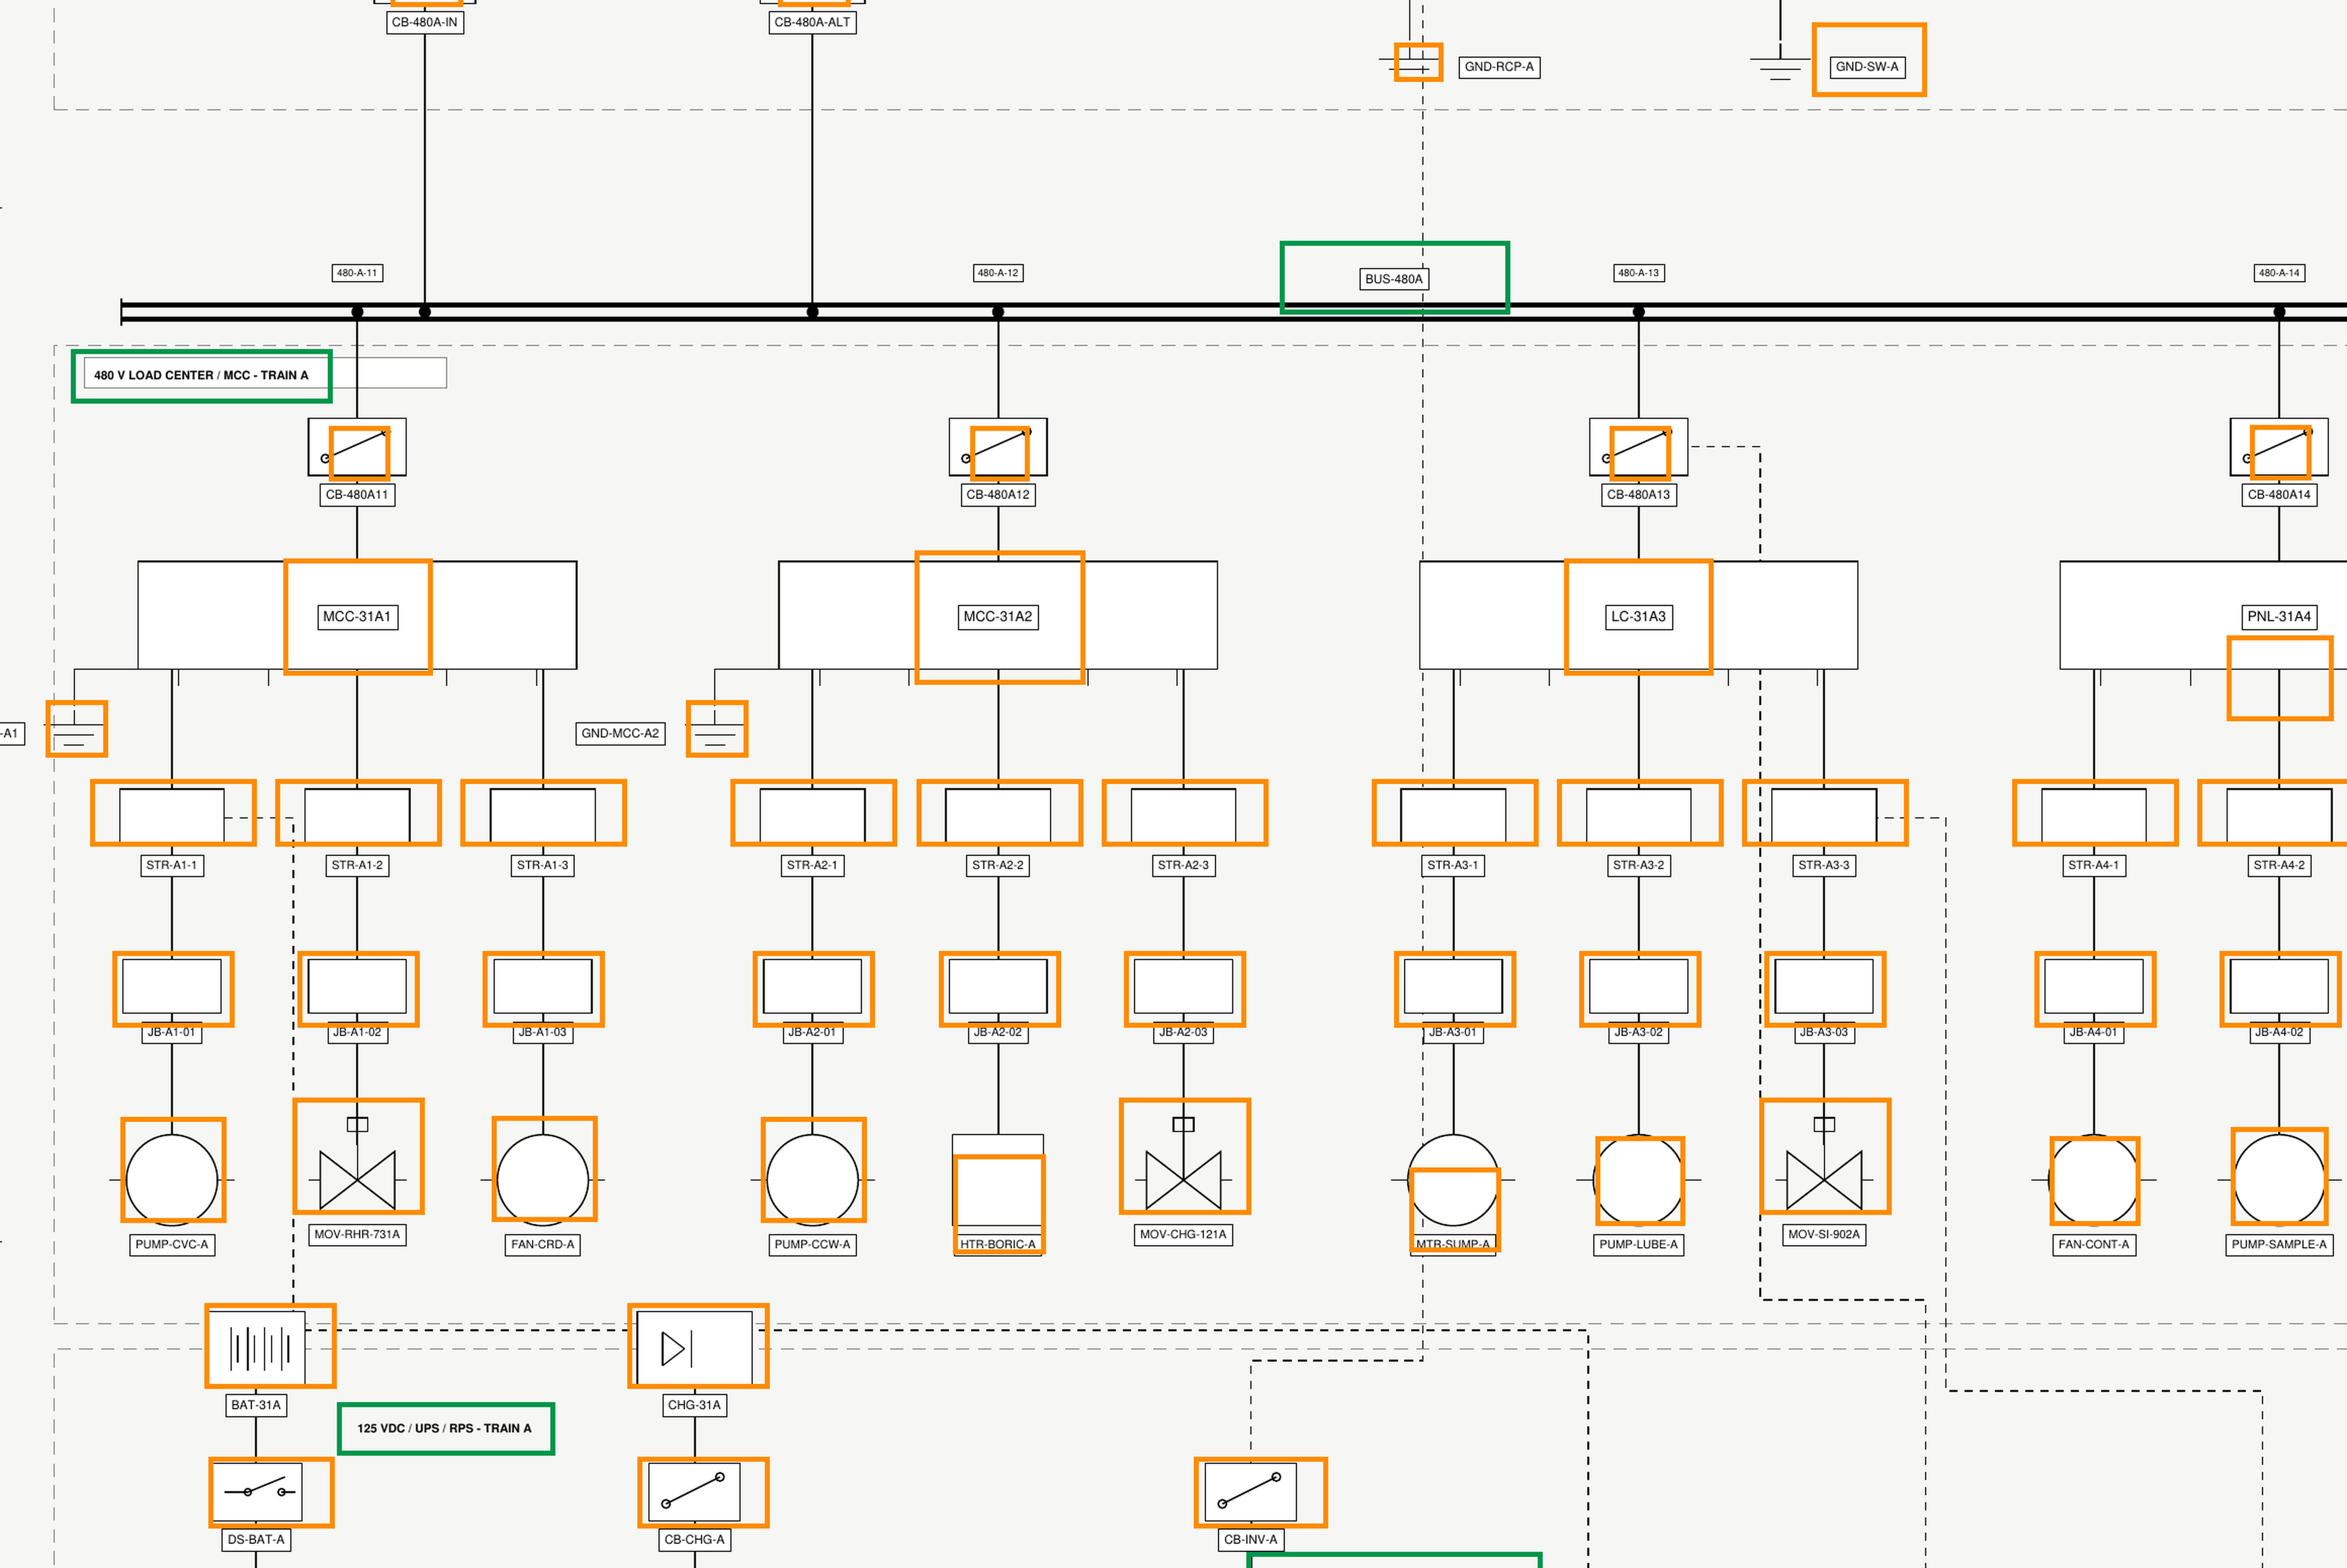 CB-480A-IN
CB-480A-ALT
GND-RCP-A
GND-SW-A
480-A-11
480-A-12
BUS-480A
480-A-13
480-A-14
480 V LOAD CENTER / MCC - TRAIN A
CB-480A11
CB-480A12
CB-480A13
CB-480A14
MCC-31A1
MCC-31A2
LC-31A3
PNL-31A4
-A1
GND-MCC-A2
STR-A1-1
STR-A1-2
STR-A1-3
STR-A2-1
STR-A2-2
STR-A2-3
STR-A3-1
STR-A3-2
STR-A3-3
STR-A4-1
STR-A4-2
JB-A1-01
JB-A1-02
JB-A1-03
JB-A2-01
JB-A2-02
JB-A2-03
JB-A3-01
JB-A3-02
JB-A3-03
JB-A4-01
JB-A4-02
PUMP-CVC-A
MOV-RHR-731A
FAN-CRD-A
PUMP-CCW-A
HTR-BORIC-A
MOV-CHG-121A
MTR-SUMP-A
PUMP-LUBE-A
MOV-SI-902A
FAN-CONT-A
PUMP-SAMPLE-A
BAT-31A
CHG-31A
125 VDC / UPS / RPS - TRAIN A
DS-BAT-A
CB-CHG-A
CB-INV-A